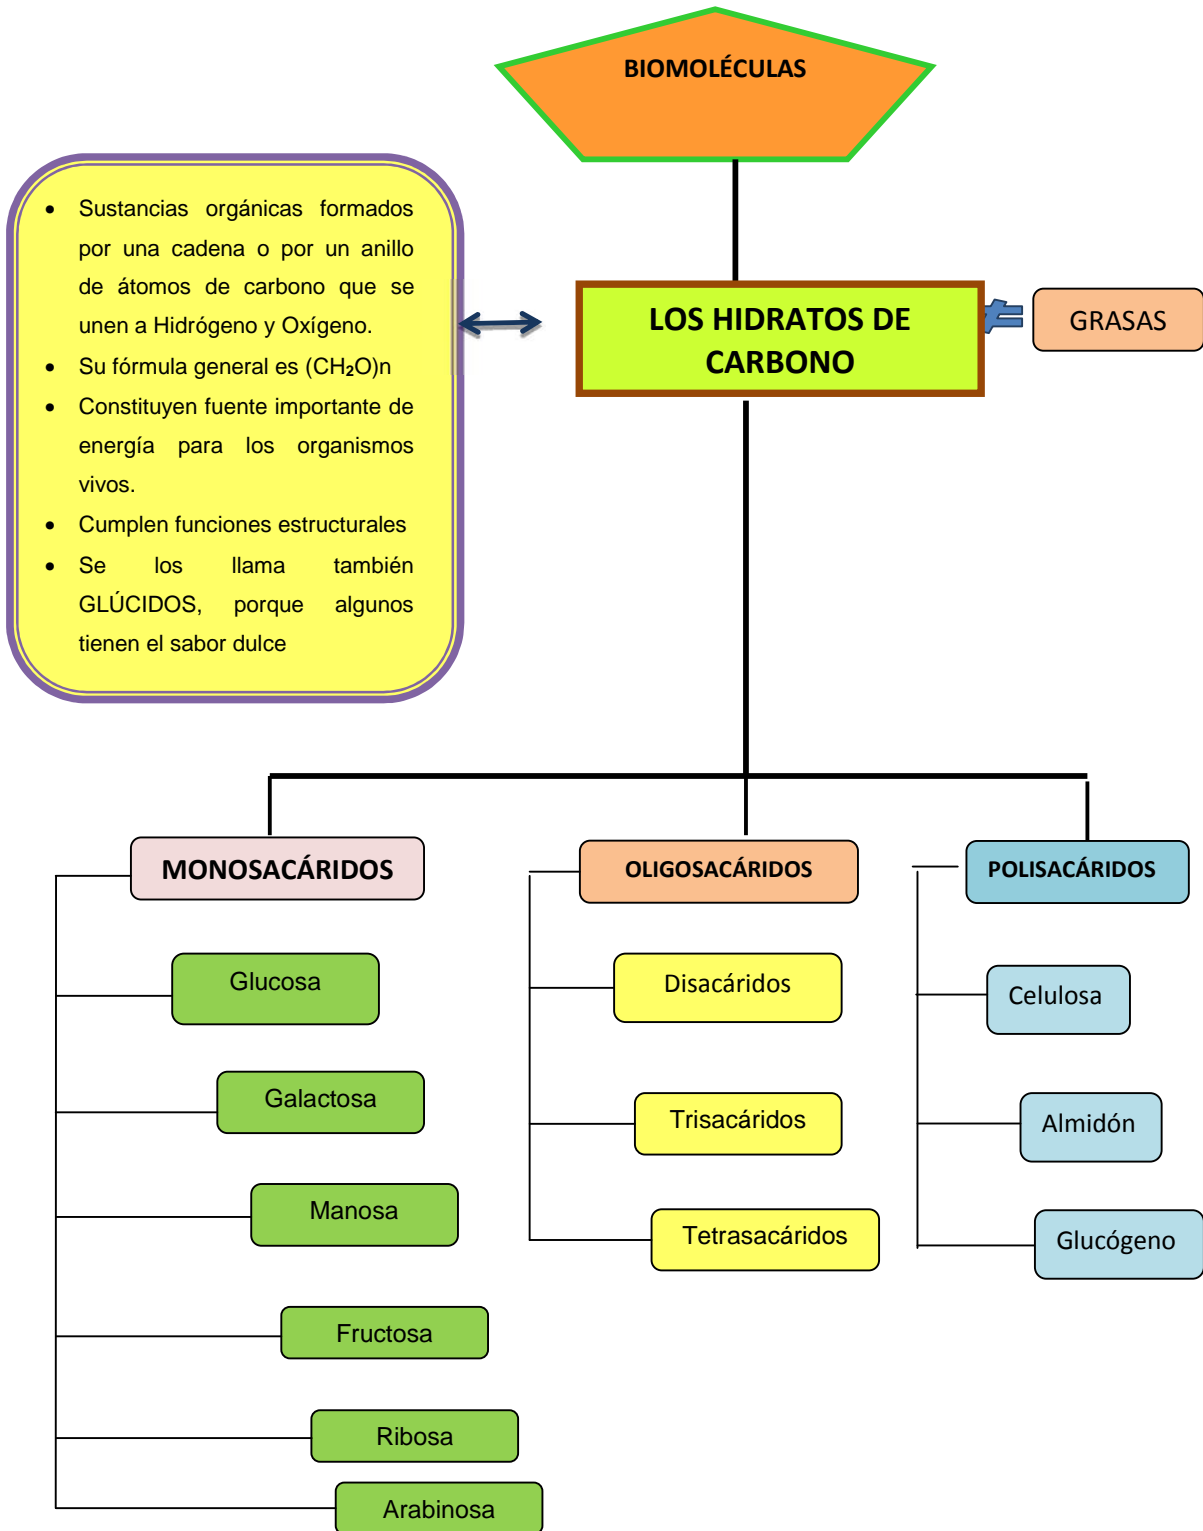 BIOMOLÉCULAS
• Sustancias orgánicas formados
por una cadena o por un anillo
de átomos de carbono que se
unen a Hidrógeno y Oxígeno.
• Su fórmula general es (CH₂O)n
• Constituyen fuente importante de
energía para los organismos
vivos.
• Cumplen funciones estructurales
• Se los llama también
GLÚCIDOS, porque algunos
tienen el sabor dulce
LOS HIDRATOS DE
CARBONO
GRASAS
MONOSACÁRIDOS
Glucosa
Galactosa
Manosa
Fructosa
Ribosa
Arabinosa
OLIGOSACÁRIDOS
Disacáridos
Trisacáridos
Tetrasacáridos
POLISACÁRIDOS
Celulosa
Almidón
Glucógeno